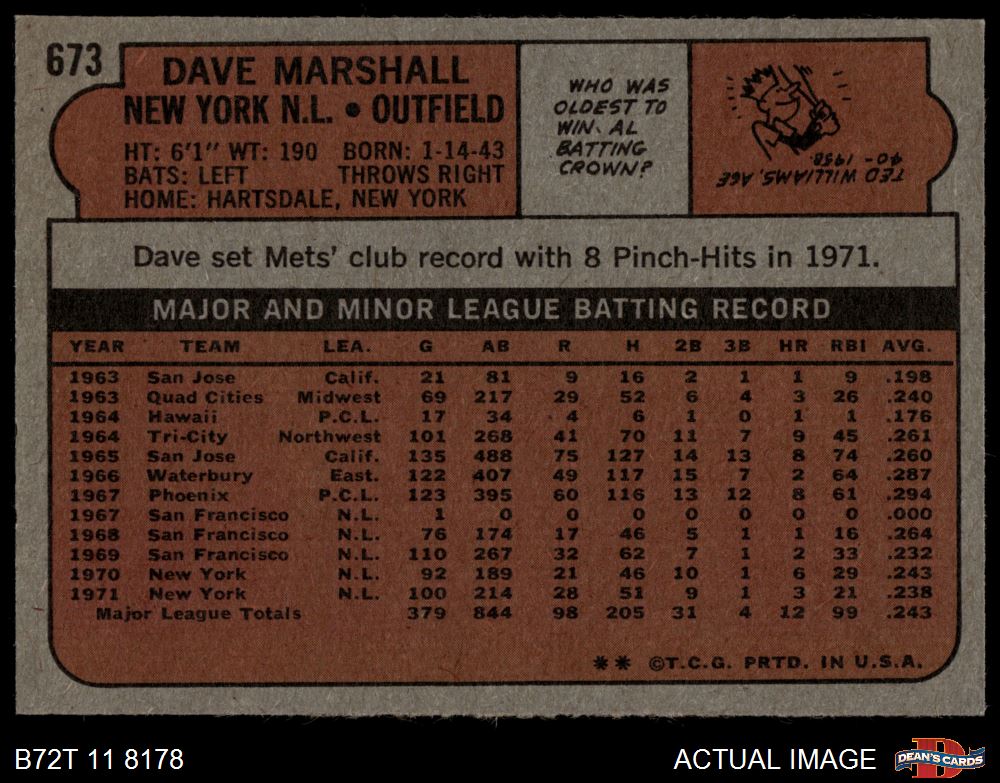 673
DAVE MARSHALL
NEW YORK N.L. • OUTFIELD
HT: 6'1" WT: 190 BORN: 1-14-43
BATS: LEFT THROWS RIGHT
HOME: HARTSDALE, NEW YORK
WHO WAS
OLDEST TO
WIN AL
BATTING
CROWN?
TED WILLIAMS, AGE
40 - 1958.
Dave set Mets' club record with 8 Pinch-Hits in 1971.
MAJOR AND MINOR LEAGUE BATTING RECORD
YEAR TEAM LEA. G AB R H 2B 3B HR RBI AVG.
1963 San Jose Calif. 21 81 9 16 2 1 1 9 .198
1963 Quad Cities Midwest 69 217 29 52 6 4 3 26 .240
1964 Hawaii P.C.L. 17 34 4 6 1 0 1 1 .176
1964 Tri-City Northwest 101 268 41 70 11 7 9 45 .261
1965 San Jose Calif. 135 488 75 127 14 13 8 74 .260
1966 Waterbury East. 122 407 49 117 15 7 2 64 .287
1967 Phoenix P.C.L. 123 395 60 116 13 12 8 61 .294
1967 San Francisco N.L. 1 0 0 0 0 0 0 0 .000
1968 San Francisco N.L. 76 174 17 46 5 1 1 16 .264
1969 San Francisco N.L. 110 267 32 62 7 1 2 33 .232
1970 New York N.L. 92 189 21 46 10 1 6 29 .243
1971 New York N.L. 100 214 28 51 9 1 3 21 .238
Major League Totals 379 844 98 205 31 4 12 99 .243
** ©T.C.G. PRTD. IN U.S.A.
B72T 11 8178
ACTUAL IMAGE
D
DEAN'S CARDS